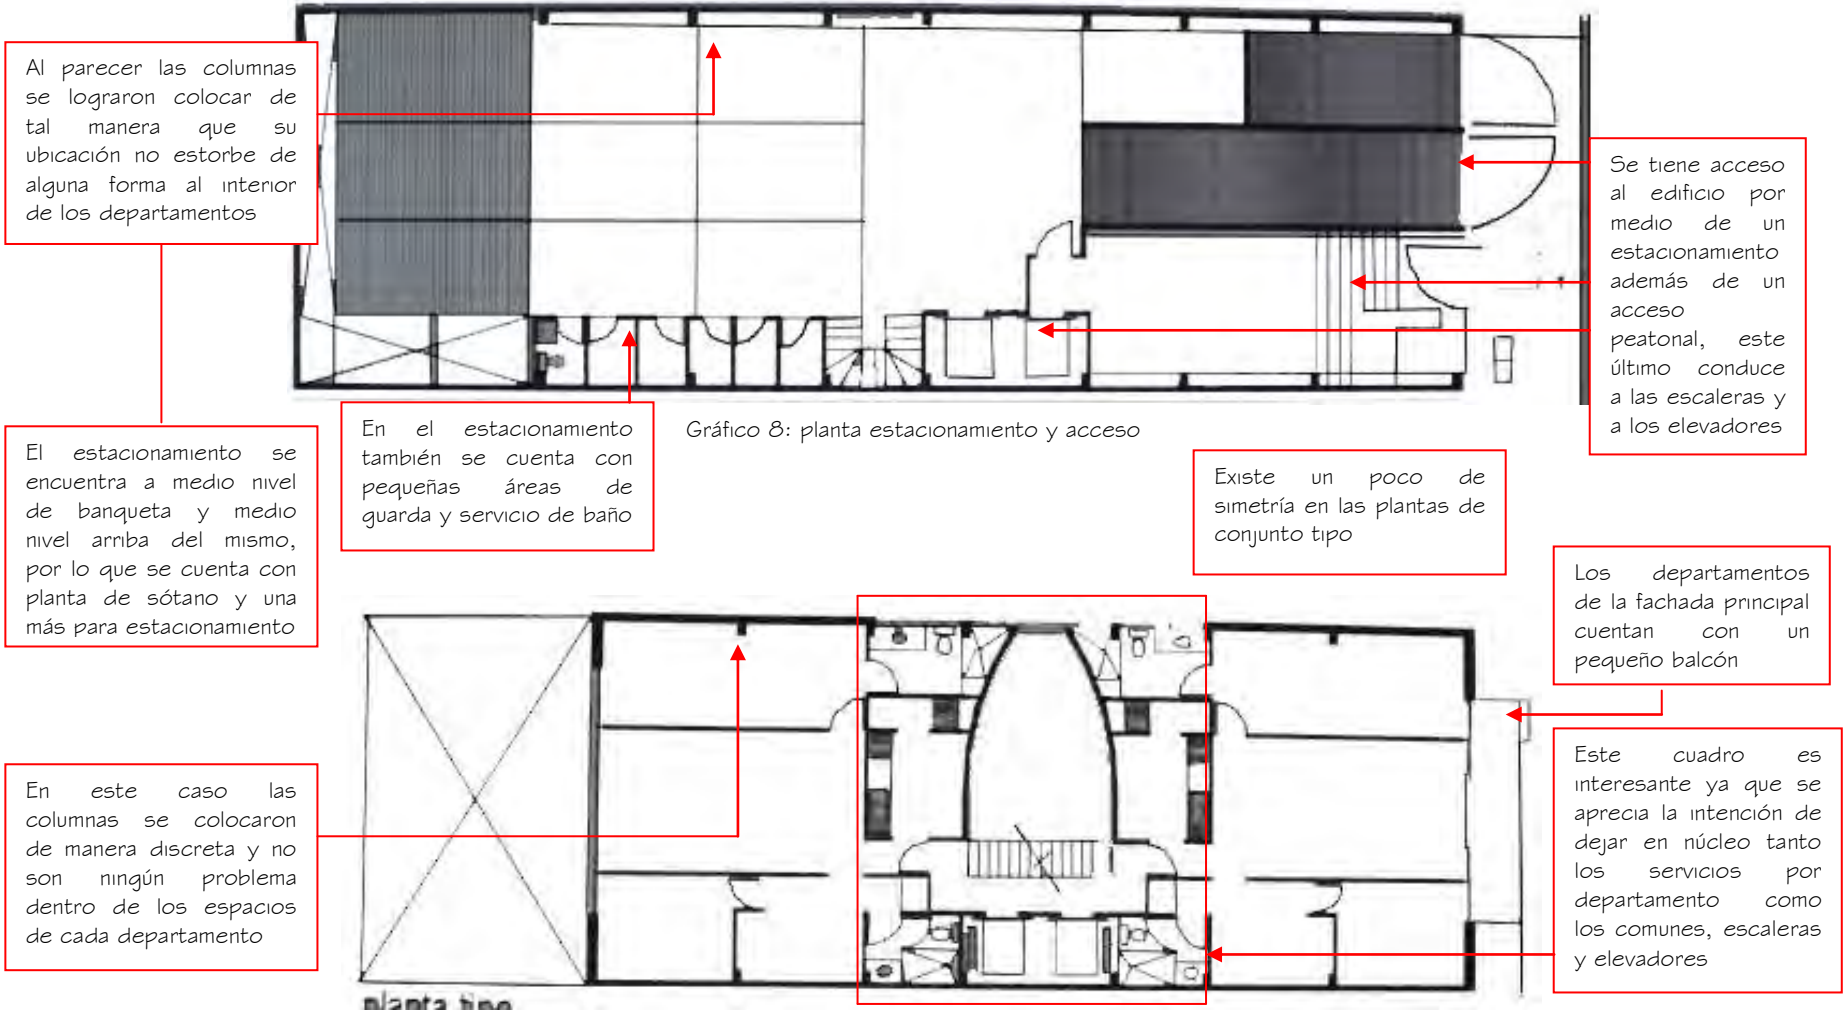 Al parecer las columnas
se lograron colocar de
tal manera que su
ubicación no estorbe de
alguna forma al interior
de los departamentos
Se tiene acceso
al edificio por
medio de un
estacionamiento
además de un
acceso
peatonal, este
último conduce
a las escaleras y
a los elevadores
El estacionamiento se
encuentra a medio nivel
de banqueta y medio
nivel arriba del mismo,
por lo que se cuenta con
planta de sótano y una
más para estacionamiento
En el estacionamiento
también se cuenta con
pequeñas áreas de
guarda y servicio de baño
Gráfico 8: planta estacionamiento y acceso
Existe un poco de
simetría en las plantas de
conjunto tipo
Los departamentos
de la fachada principal
cuentan con un
pequeño balcón
En este caso las
columnas se colocaron
de manera discreta y no
son ningún problema
dentro de los espacios
de cada departamento
Este cuadro es
interesante ya que se
aprecia la intención de
dejar en núcleo tanto
los servicios por
departamento como
los comunes, escaleras
y elevadores
planta tipo